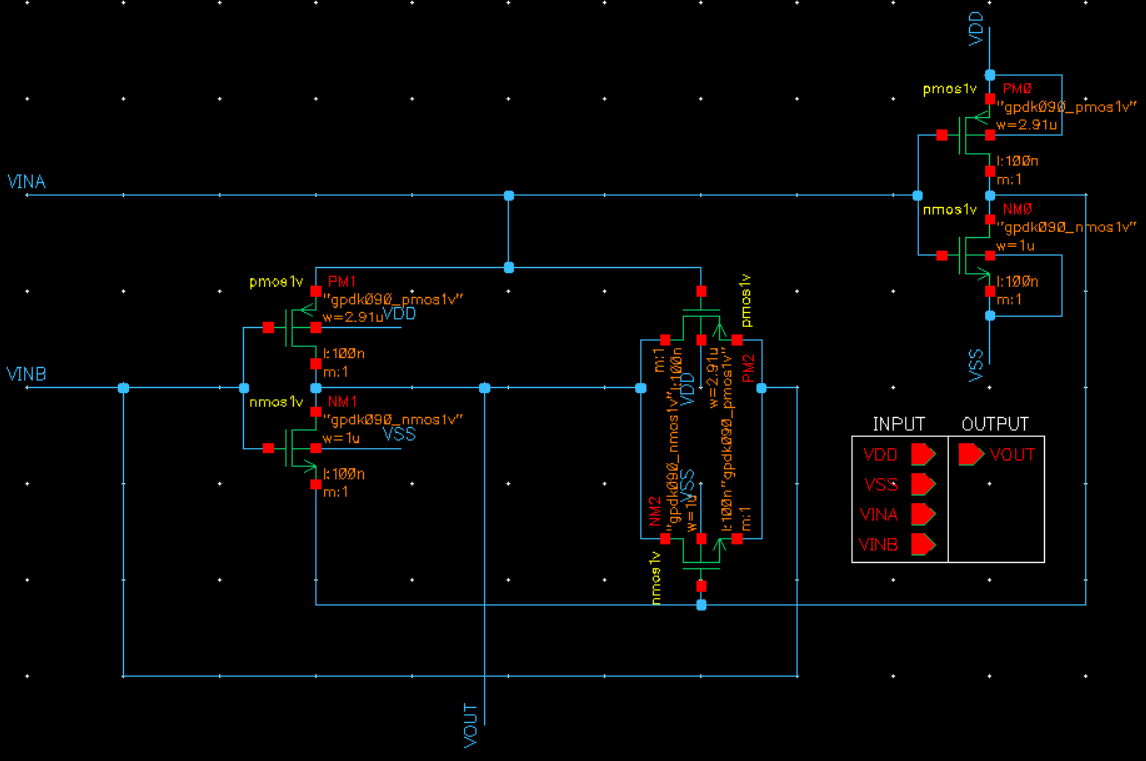 VDD
pmos1v
PM0
"gpdk090_pmos1v"
w=2.91u
l:100n
m:1
VINA
nmos1v
NM0
"gpdk090_nmos1v"
w=1u
l:100n
m:1
VSS
pmos1v
PM1
"gpdk090_pmos1v"
w=2.91u
VDD
l:100n
m:1
VINB
nmos1v
NM1
"gpdk090_nmos1v"
w=1u
VSS
l:100n
m:1
pmos1v
PM2
"gpdk090_pmos1v"
w=2.91u
l:100n
m:1
VDD
nmos1v
NM2
"gpdk090_nmos1v"
w=1u
l:100n
m:1
VSS
INPUT OUTPUT
VDD VOUT
VSS
VINA
VINB
VOUT